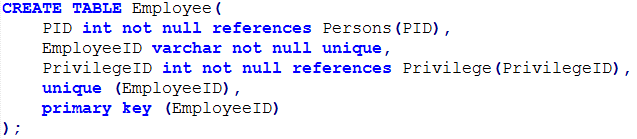 CREATE TABLE Employee(
    PID int not null references Persons(PID),
    EmployeeID varchar not null unique,
    PrivilegeID int not null references Privilege(PrivilegeID),
    unique (EmployeeID),
    primary key (EmployeeID)
);